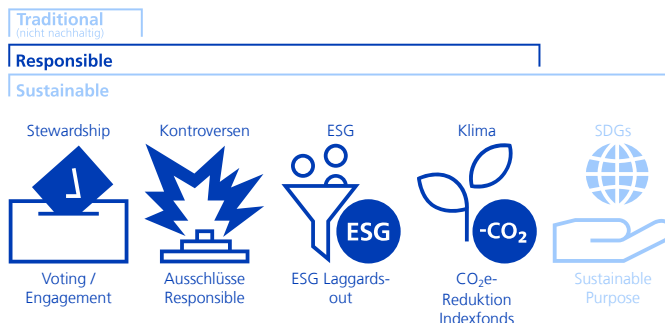 Traditional
(nicht nachhaltig)
Responsible
Sustainable
Stewardship
Kontroversen
ESG
Klima
SDGs
ESG
-CO₂
Voting /
Engagement
Ausschlüsse
Responsible
ESG Laggards-
out
CO₂e-
Reduktion
Indexfonds
Sustainable
Purpose